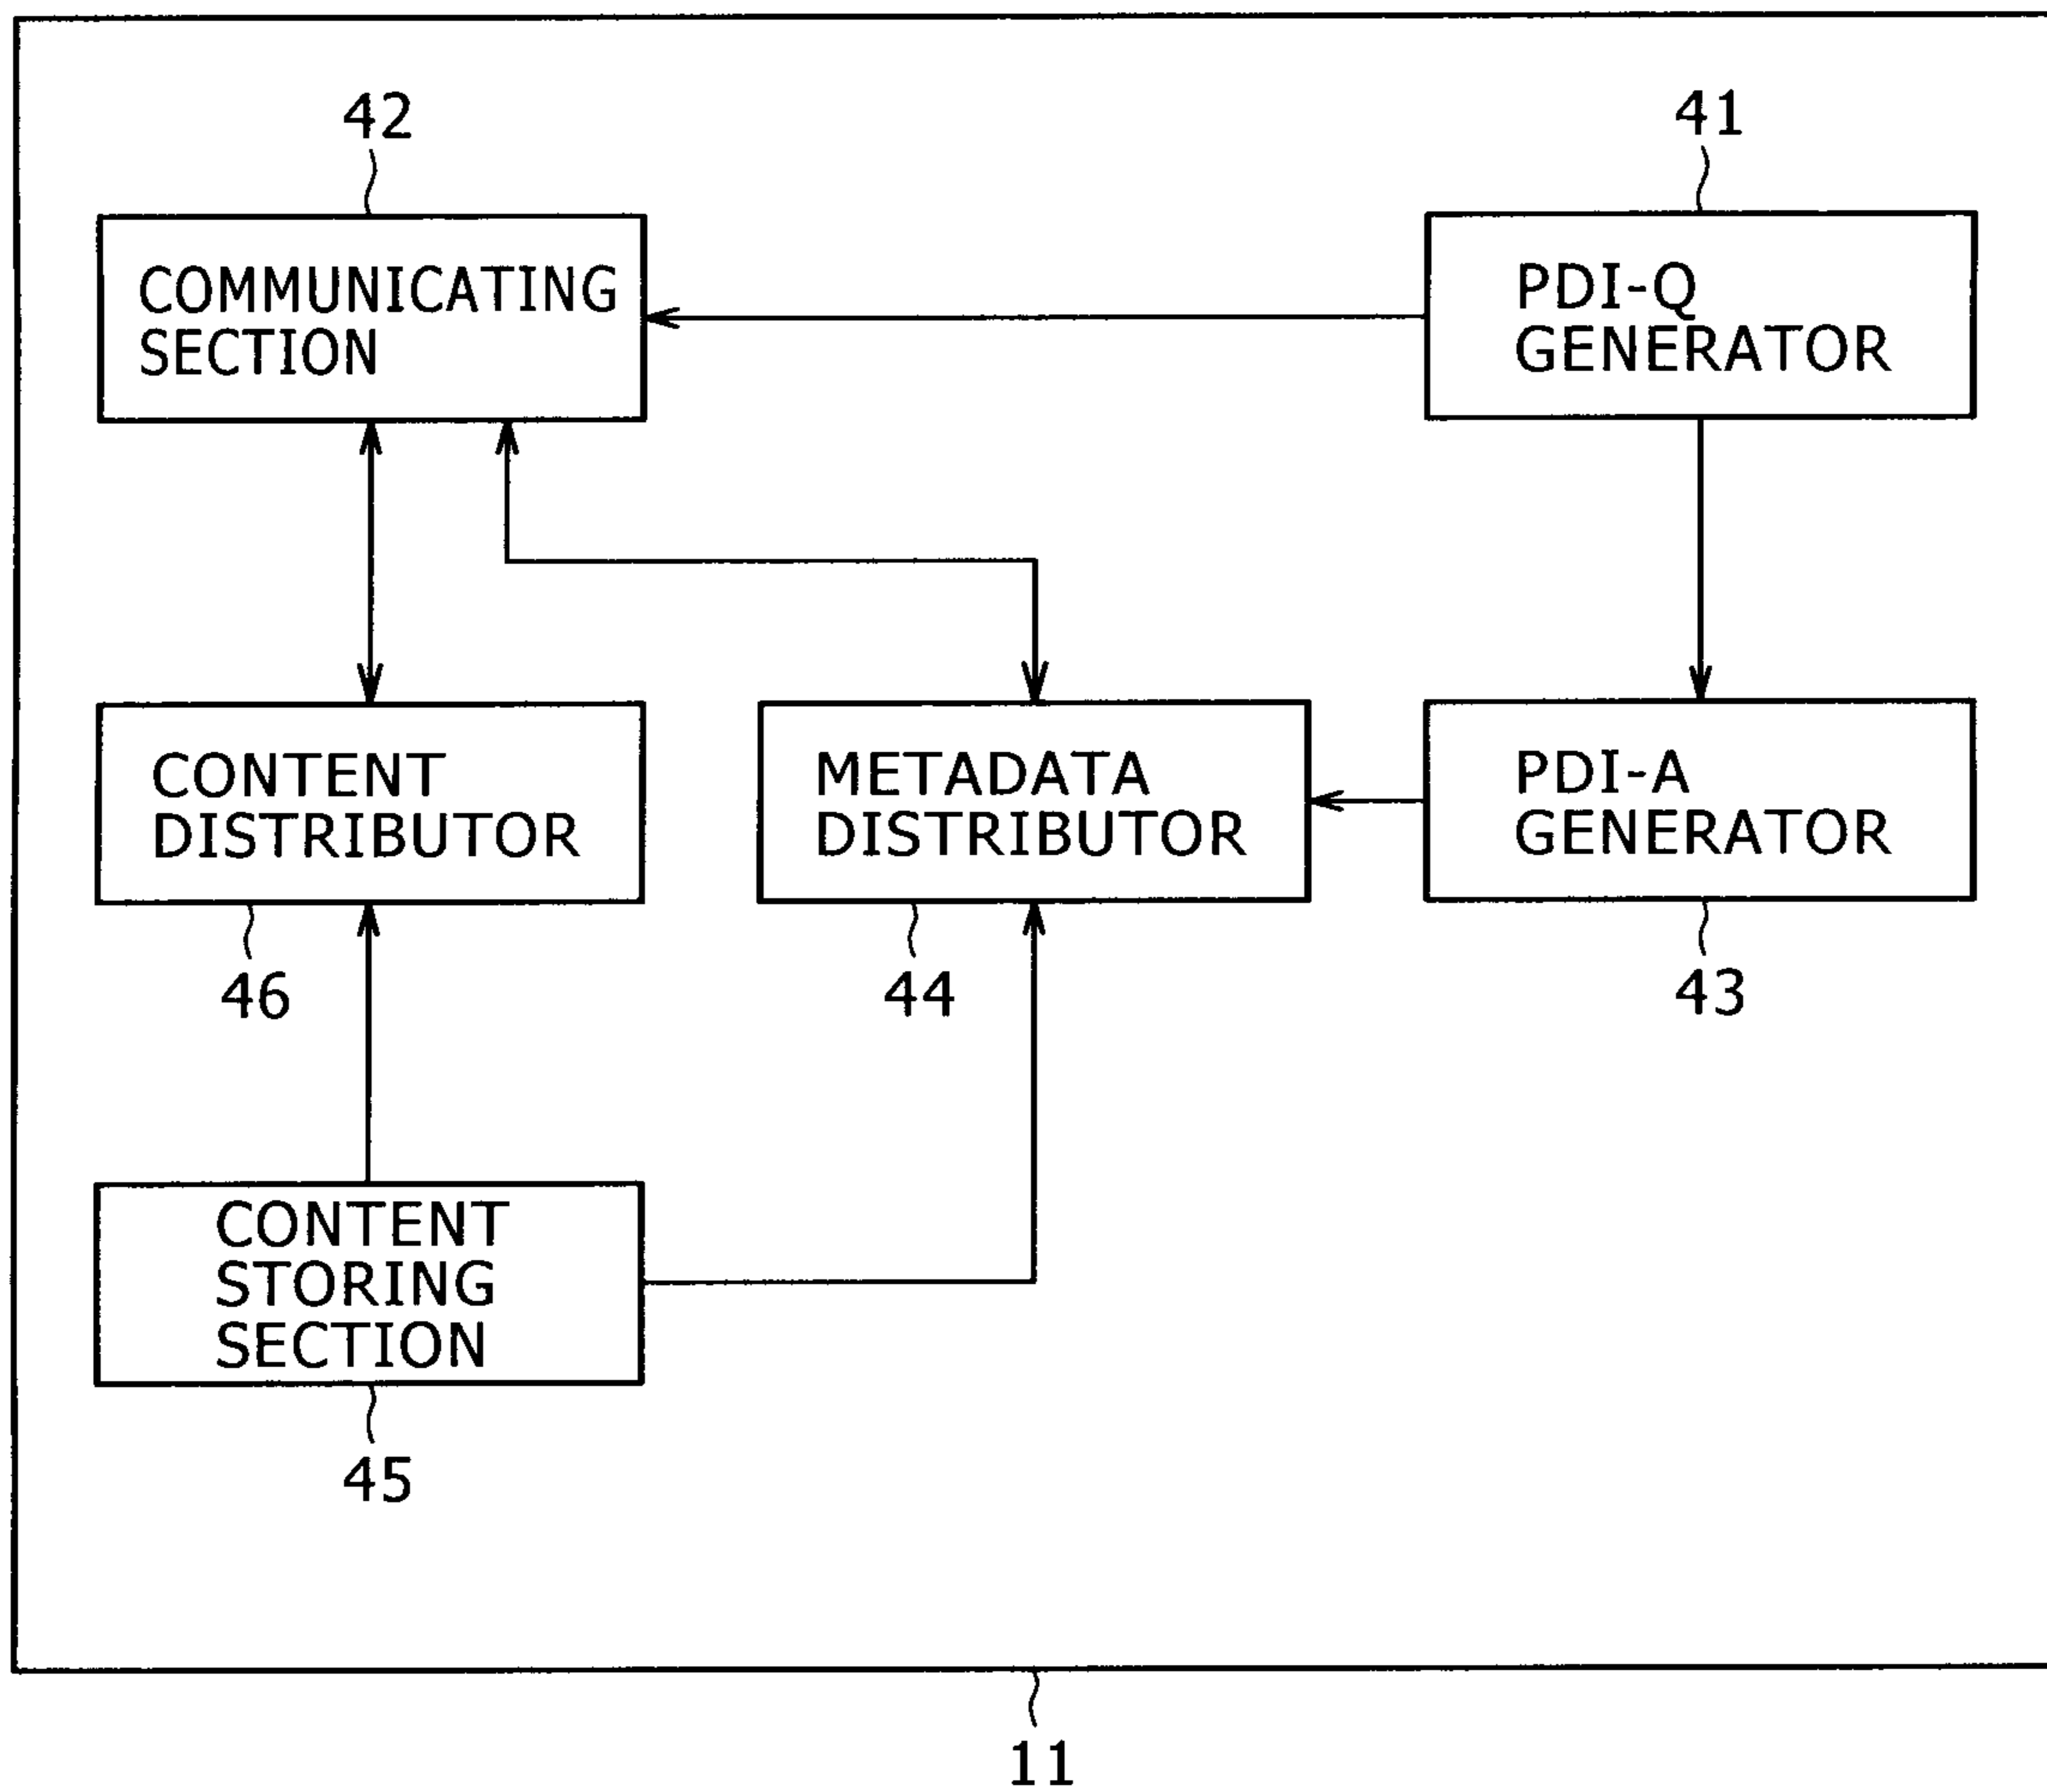 42
41
COMMUNICATING
SECTION
PDI-Q
GENERATOR
CONTENT
DISTRIBUTOR
METADATA
DISTRIBUTOR
PDI-A
GENERATOR
46
44
43
CONTENT
STORING
SECTION
45
11